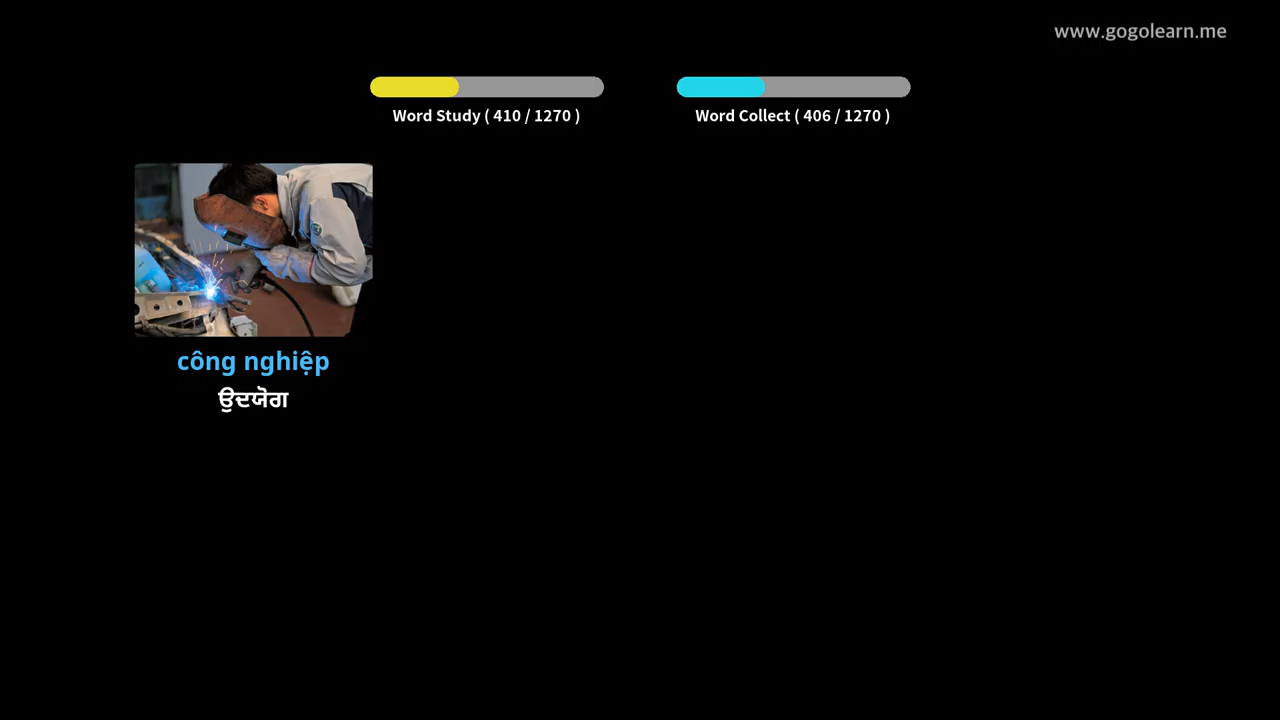 www.gogolearn.me
Word Study ( 410 / 1270 )
Word Collect ( 406 / 1270 )
công nghiệp
ਉਦਯੋਗ